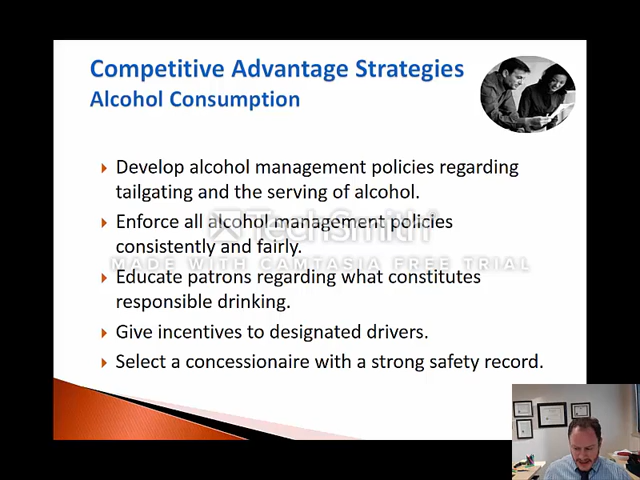 Competitive Advantage Strategies
Alcohol Consumption
Develop alcohol management policies regarding
tailgating and the serving of alcohol.
Enforce all alcohol management policies
consistently and fairly.
Educate patrons regarding what constitutes
responsible drinking.
Give incentives to designated drivers.
Select a concessionaire with a strong safety record.
TechSmith
MADE WITH CAMTASIA FREE TRIAL